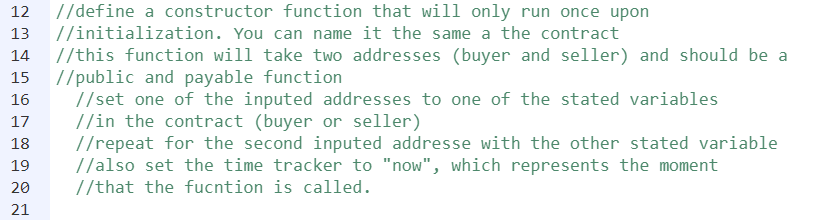 12 //define a constructor function that will only run once upon
13 //initialization. You can name it the same a the contract
14 //this function will take two addresses (buyer and seller) and should be a
15 //public and payable function
16 //set one of the inputed addresses to one of the stated variables
17 //in the contract (buyer or seller)
18 //repeat for the second inputed addresse with the other stated variable
19 //also set the time tracker to "now", which represents the moment
20 //that the fucntion is called.
21